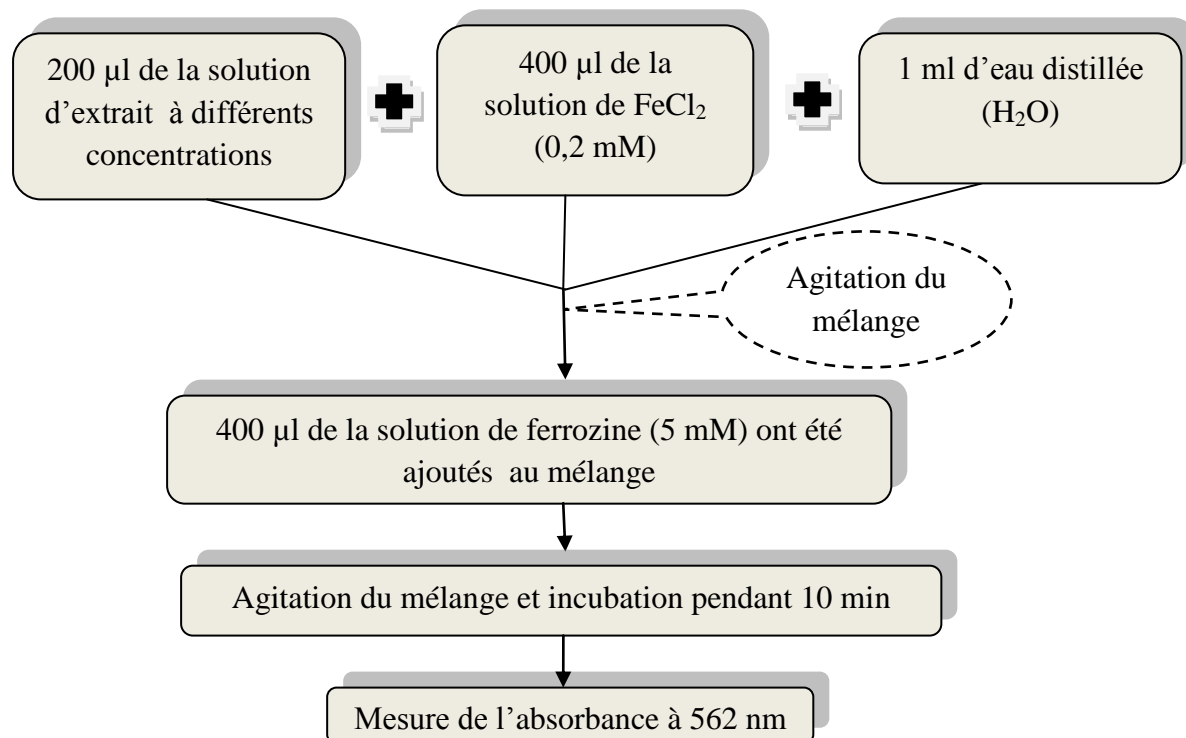 200 µl de la solution
d’extrait à différents
concentrations
400 µl de la
solution de FeCl₂
(0,2 mM)
1 ml d’eau distillée
(H₂O)
Agitation du
mélange
400 µl de la solution de ferrozine (5 mM) ont été
ajoutés au mélange
Agitation du mélange et incubation pendant 10 min
Mesure de l’absorbance à 562 nm